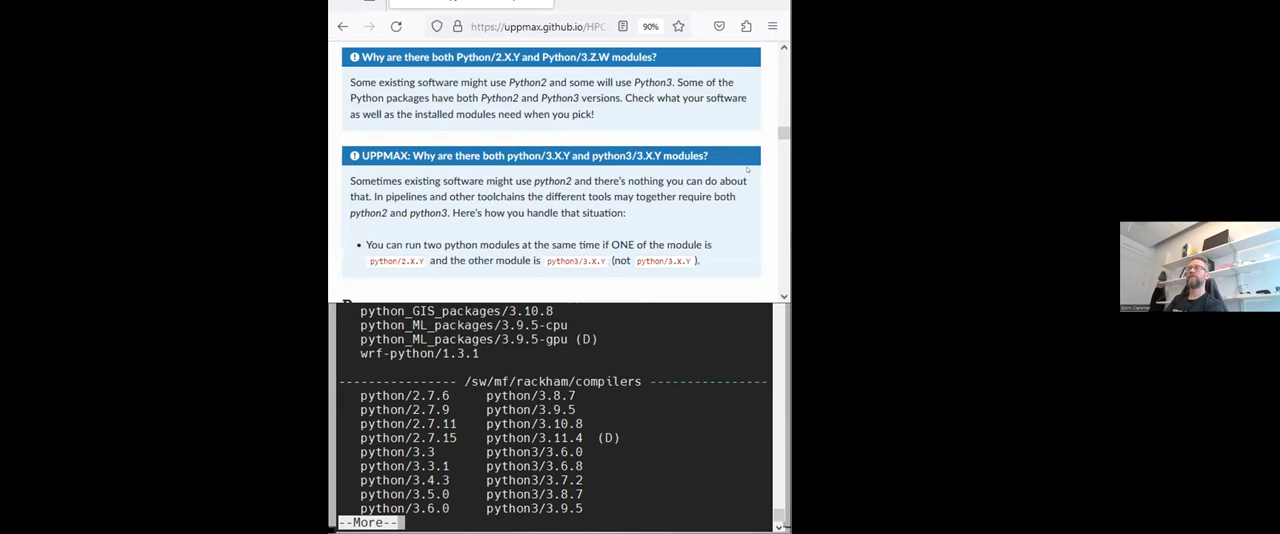 https://uppmax.github.io/HPC
90%
Why are there both Python/2.X.Y and Python/3.Z.W modules?
Some existing software might use Python2 and some will use Python3. Some of the
Python packages have both Python2 and Python3 versions. Check what your software
as well as the installed modules need when you pick!
UPPMAX: Why are there both python/3.X.Y and python3/3.X.Y modules?
Sometimes existing software might use python2 and there's nothing you can do about
that. In pipelines and other toolchains the different tools may together require both
python2 and python3. Here's how you handle that situation:
• You can run two python modules at the same time if ONE of the module is
python/2.X.Y and the other module is python3/3.X.Y (not python/3.X.Y ).
python_GIS_packages/3.10.8
python_ML_packages/3.9.5-cpu
python_ML_packages/3.9.5-gpu (D)
wrf-python/1.3.1
---------------- /sw/mf/rackham/compilers ----------------
python/2.7.6 python/3.8.7
python/2.7.9 python/3.9.5
python/2.7.11 python/3.10.8
python/2.7.15 python/3.11.4 (D)
python/3.3 python3/3.6.0
python/3.3.1 python3/3.6.8
python/3.4.3 python3/3.7.2
python/3.5.0 python3/3.8.7
python/3.6.0 python3/3.9.5
--More--